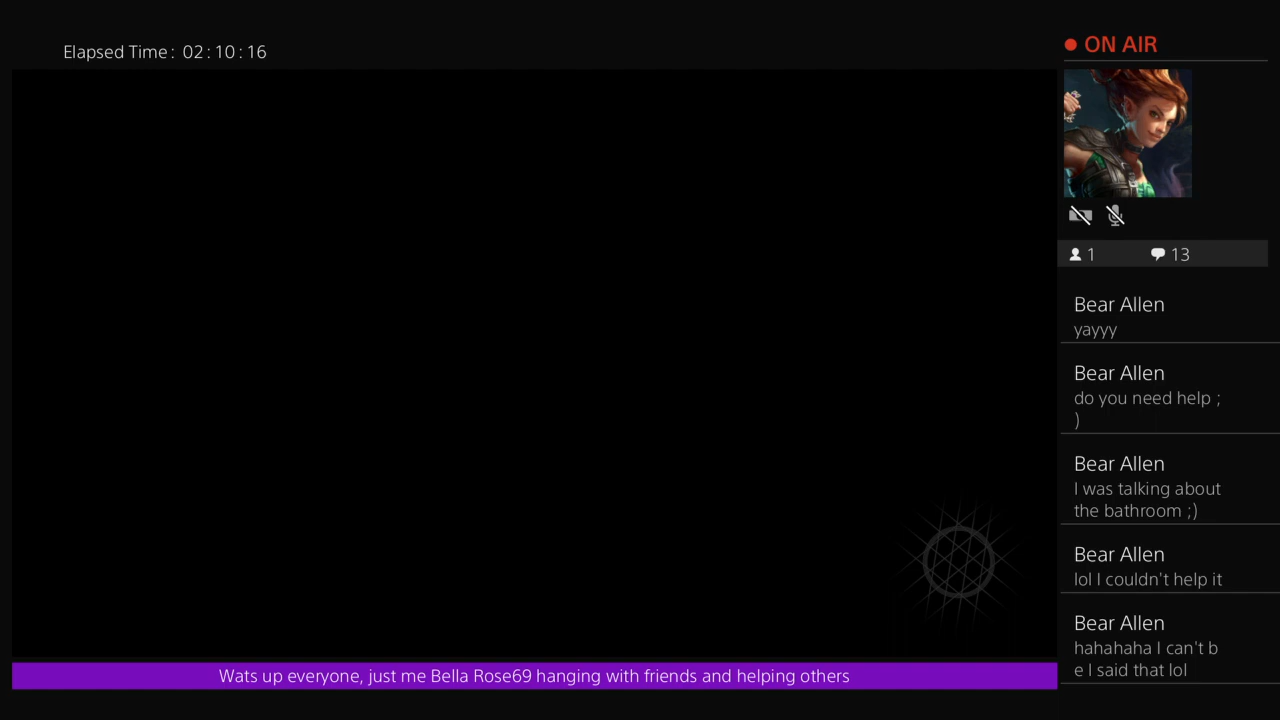 Elapsed Time: 02:10:16
ON AIR
1 13
Bear Allen
yayyy
Bear Allen
do you need help ;
)
Bear Allen
I was talking about
the bathroom ;)
Bear Allen
lol I couldn't help it
Bear Allen
hahahaha I can't b
e I said that lol
Wats up everyone, just me Bella Rose69 hanging with friends and helping others